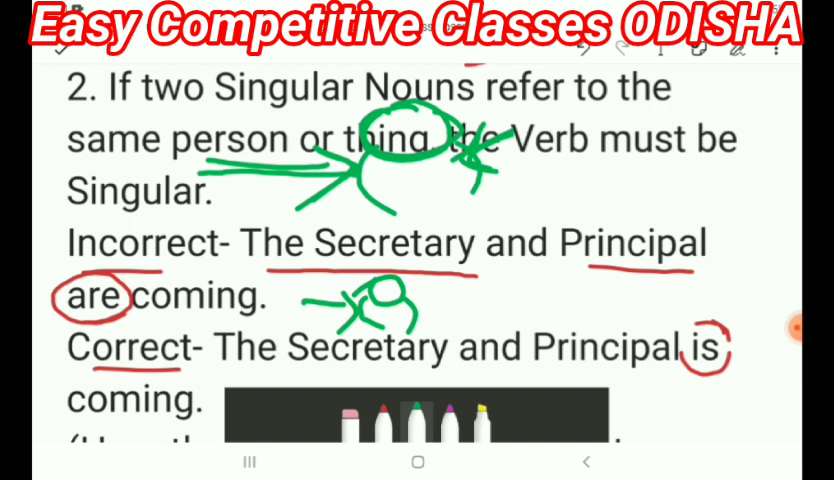 Easy Competitive Classes ODISHA
2. If two Singular Nouns refer to the
same person or thing, the Verb must be
Singular.
Incorrect- The Secretary and Principal
are coming.
Correct- The Secretary and Principal is
coming.